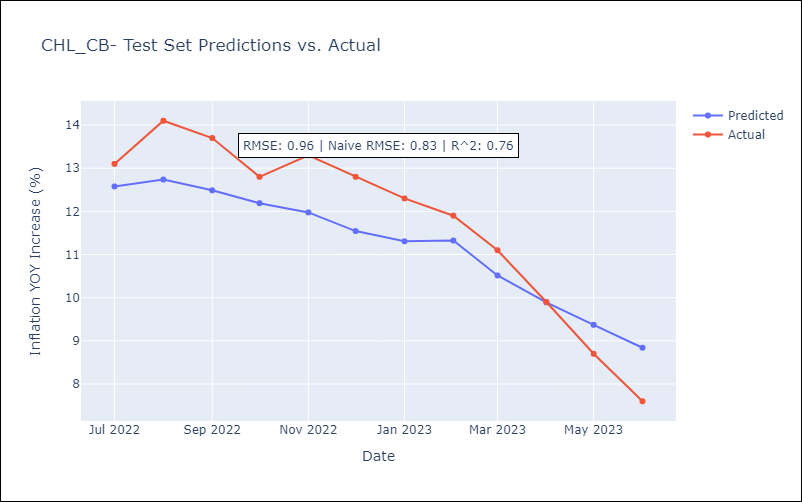 CHL_CB- Test Set Predictions vs. Actual
Predicted
Actual
RMSE: 0.96 | Naive RMSE: 0.83 | R^2: 0.76
Inflation YOY Increase (%)
14
13
12
11
10
9
8
Jul 2022 Sep 2022 Nov 2022 Jan 2023 Mar 2023 May 2023
Date